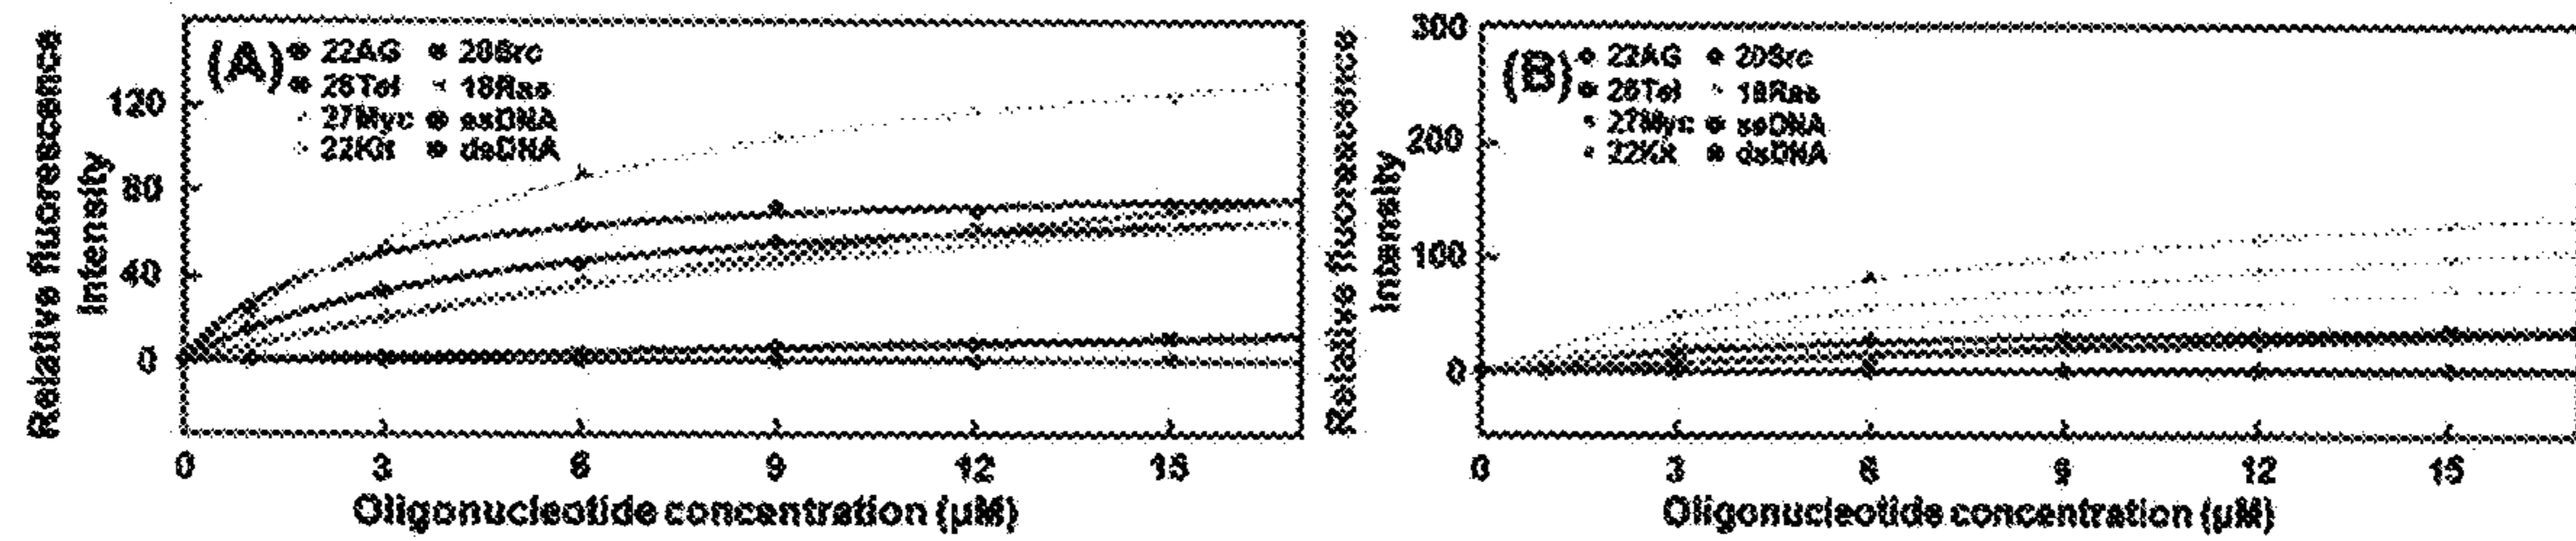 Relative fluorescence
Intensity
(A)
22AG 20Src
26Tel 18Ras
27Myc ssDNA
22Kit dsDNA
120
80
40
0
0 3 6 9 12 15
Oligonucleotide concentration (μM)
Relative fluorescence
Intensity
(B)
22AG 20Src
26Tel 18Ras
27Myc ssDNA
22Kit dsDNA
300
200
100
0
0 3 6 9 12 15
Oligonucleotide concentration (μM)